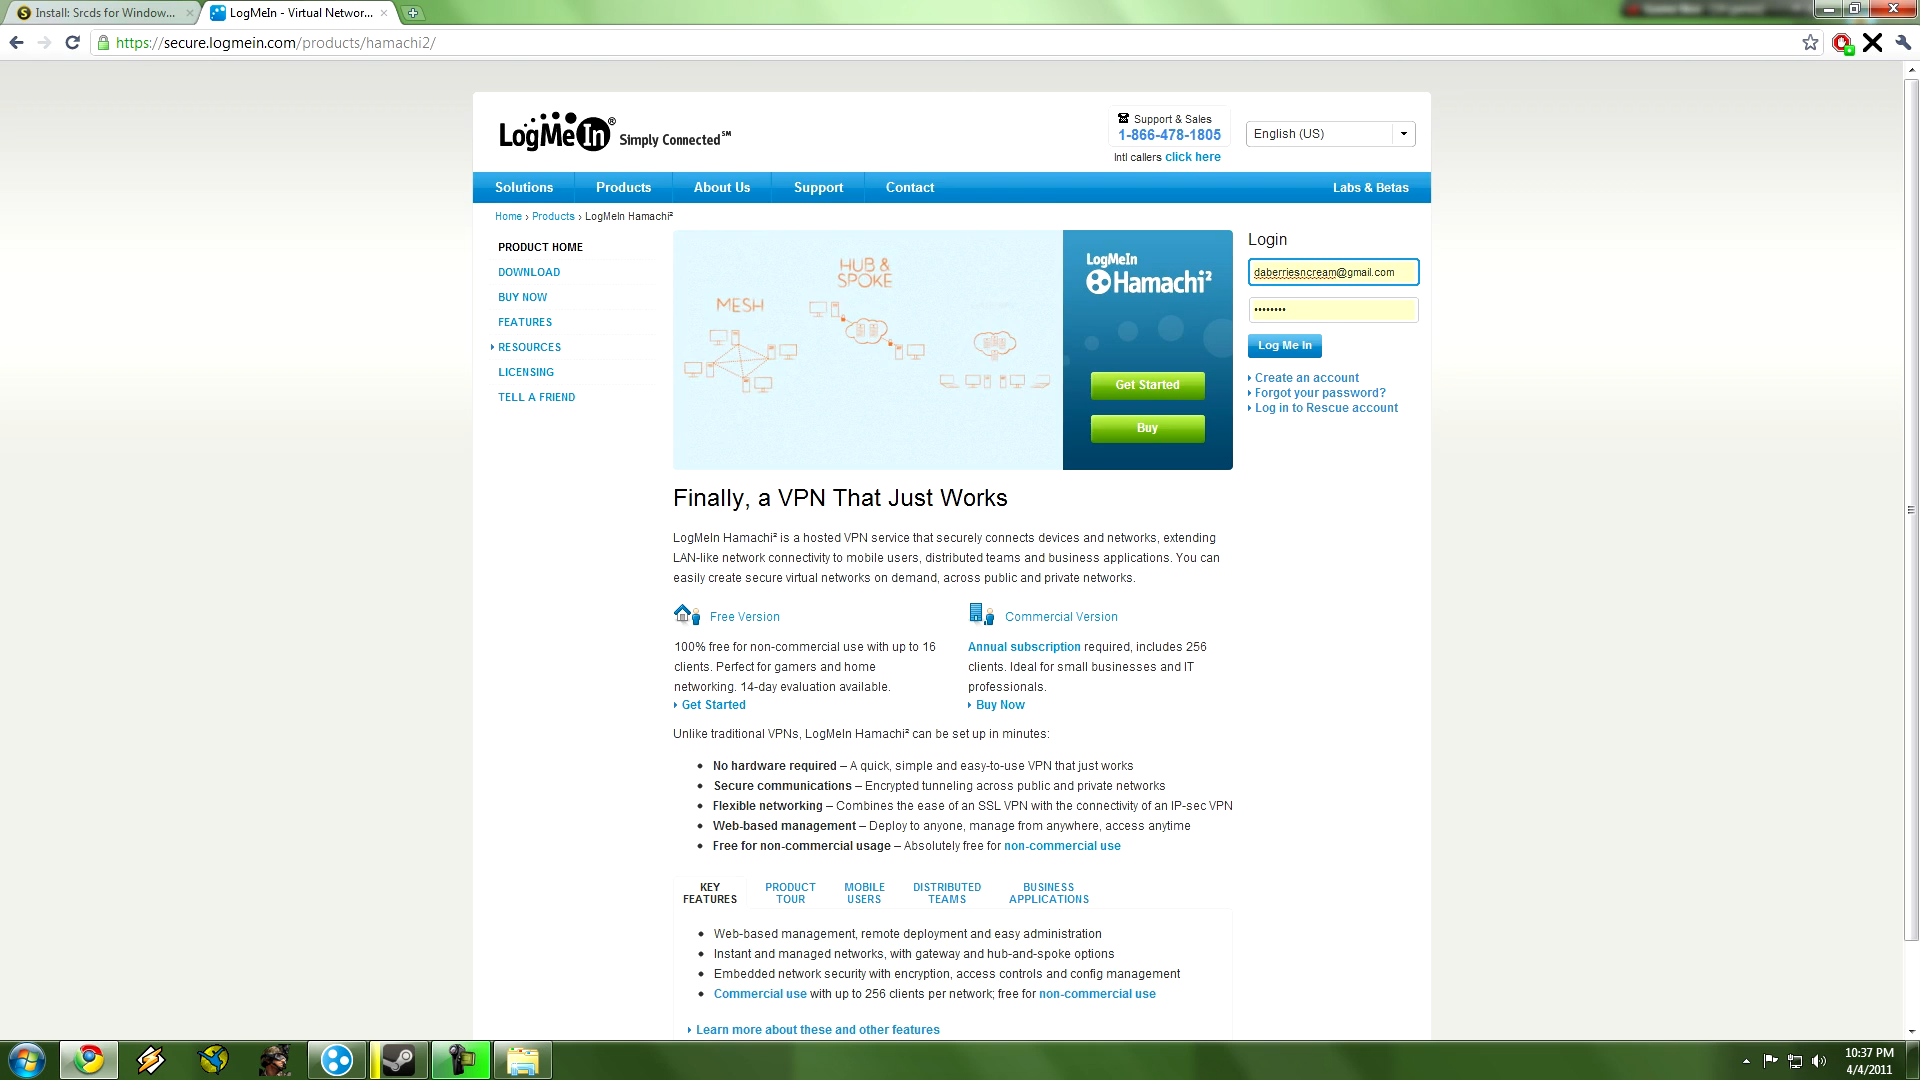 Install: Srcds for Window...
LogMeIn - Virtual Networ...
https://secure.logmein.com/products/hamachi2/
LogMeIn® Simply Connected℠
Support & Sales
1-866-478-1805
Intl callers click here
English (US)
Solutions
Products
About Us
Support
Contact
Labs & Betas
Home › Products › LogMeIn Hamachi²
PRODUCT HOME
DOWNLOAD
BUY NOW
FEATURES
RESOURCES
LICENSING
TELL A FRIEND
MESH
HUB &
SPOKE
LogMeIn
Hamachi²
Get Started
Buy
Login
daberriesncream@gmail.com
••••••••
Log Me In
Create an account
Forgot your password?
Log in to Rescue account
Finally, a VPN That Just Works
LogMeIn Hamachi² is a hosted VPN service that securely connects devices and networks, extending
LAN-like network connectivity to mobile users, distributed teams and business applications. You can
easily create secure virtual networks on demand, across public and private networks.
Free Version
100% free for non-commercial use with up to 16
clients. Perfect for gamers and home
networking. 14-day evaluation available.
Get Started
Commercial Version
Annual subscription required, includes 256
clients. Ideal for small businesses and IT
professionals.
Buy Now
Unlike traditional VPNs, LogMeIn Hamachi² can be set up in minutes:
• No hardware required – A quick, simple and easy-to-use VPN that just works
• Secure communications – Encrypted tunneling across public and private networks
• Flexible networking – Combines the ease of an SSL VPN with the connectivity of an IP-sec VPN
• Web-based management – Deploy to anyone, manage from anywhere, access anytime
• Free for non-commercial usage – Absolutely free for non-commercial use
KEY
FEATURES
PRODUCT
TOUR
MOBILE
USERS
DISTRIBUTED
TEAMS
BUSINESS
APPLICATIONS
• Web-based management, remote deployment and easy administration
• Instant and managed networks, with gateway and hub-and-spoke options
• Embedded network security with encryption, access controls and config management
• Commercial use with up to 256 clients per network; free for non-commercial use
Learn more about these and other features
10:37 PM
4/4/2011